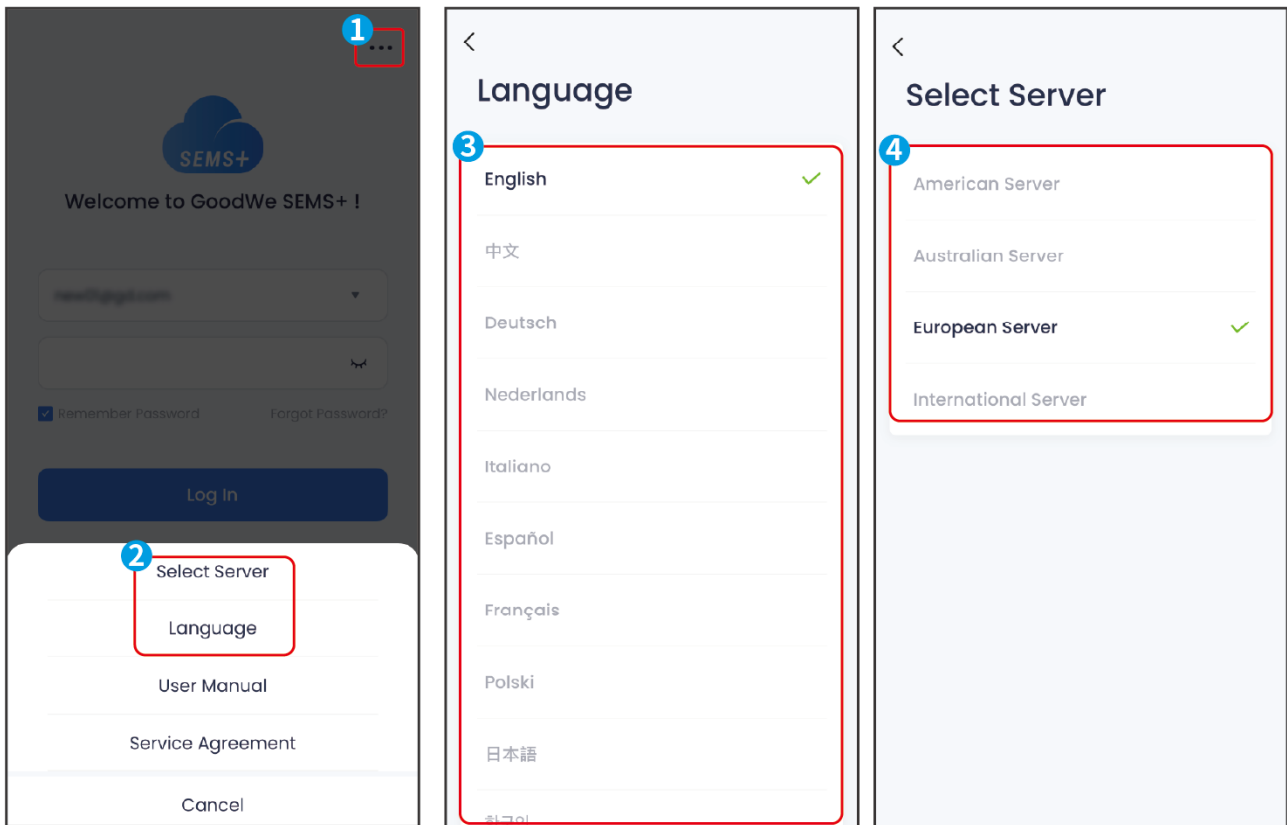 1
...
SEMS+
Welcome to GoodWe SEMS+ !
Remember Password
Forgot Password?
Log In
2
Select Server
Language
User Manual
Service Agreement
Cancel
Language
3
English
中文
Deutsch
Nederlands
Italiano
Español
Français
Polski
日本語
Select Server
4
American Server
Australian Server
European Server
International Server